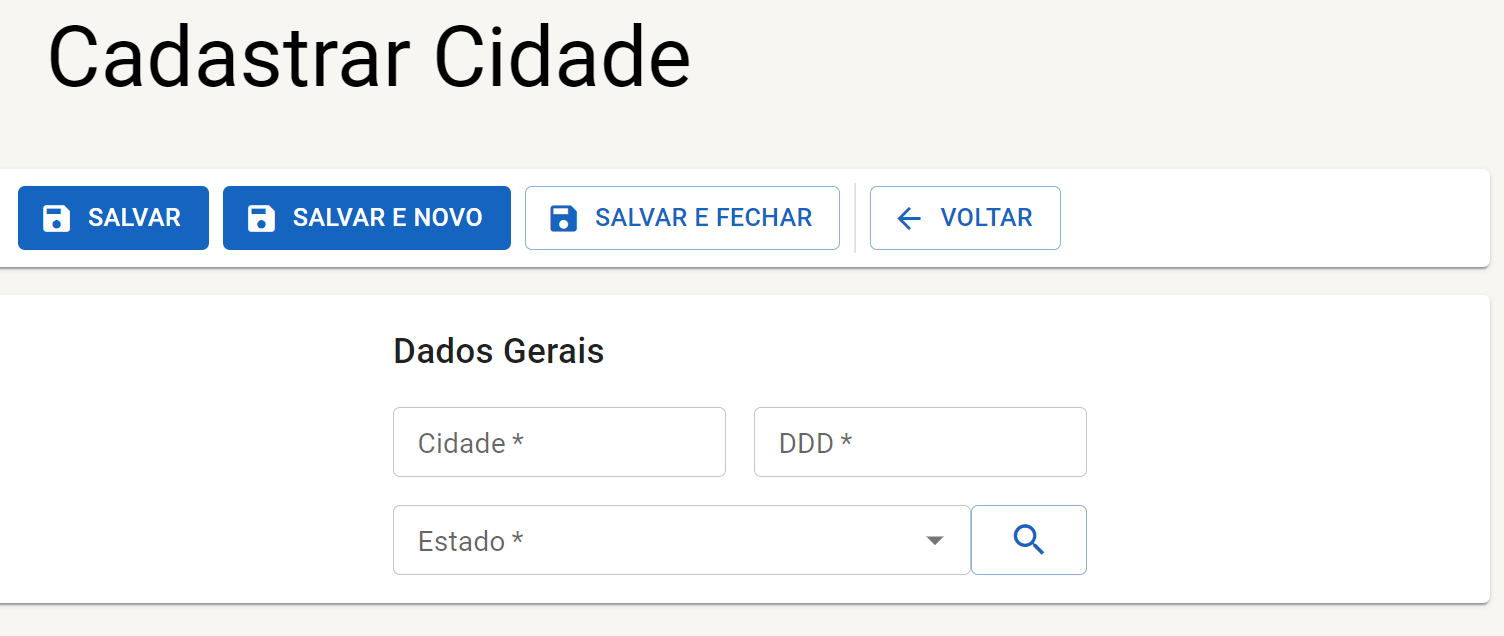 Cadastrar Cidade
SALVAR SALVAR E NOVO SALVAR E FECHAR VOLTAR
Dados Gerais
Cidade * DDD *
Estado *